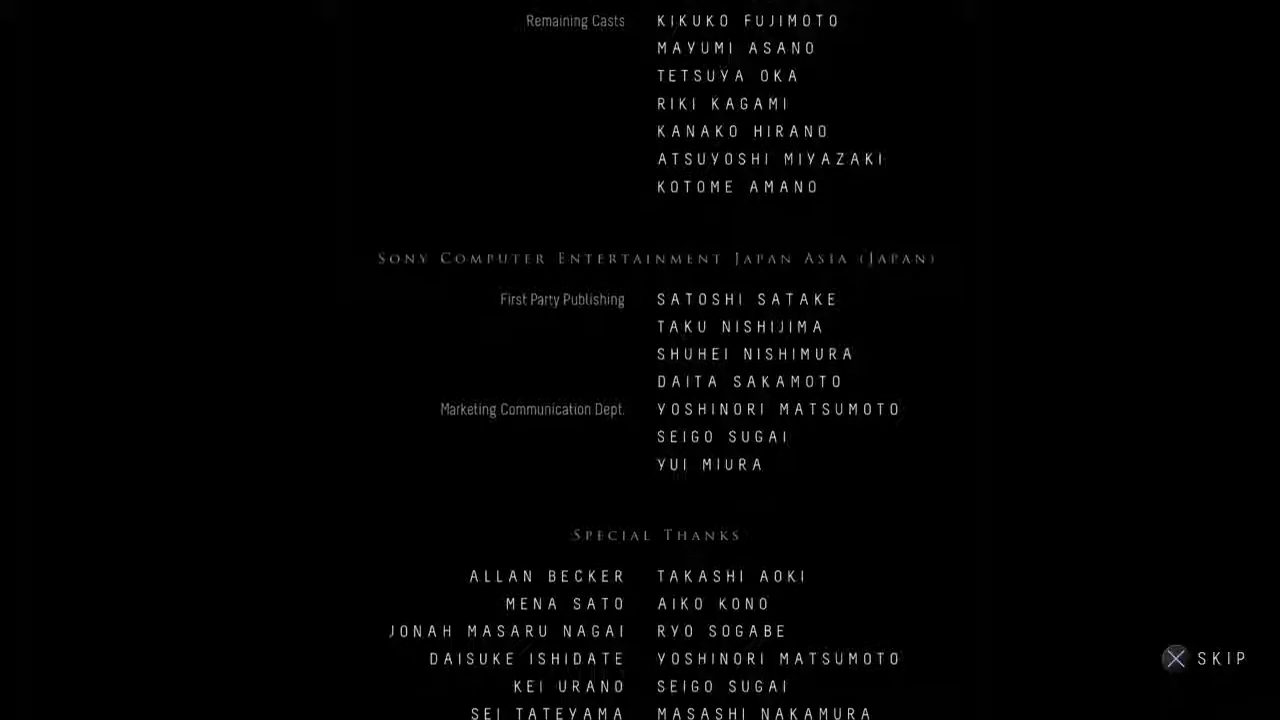 Remaining Casts KIKUKO FUJIMOTO
MAYUMI ASANO
TETSUYA OKA
RIKI KAGAMI
KANAKO HIRANO
ATSUYOSHI MIYAZAKI
KOTOME AMANO
SONY COMPUTER ENTERTAINMENT JAPAN ASIA (JAPAN)
First Party Publishing SATOSHI SATAKE
TAKU NISHIJIMA
SHUHEI NISHIMURA
DAITA SAKAMOTO
Marketing Communication Dept. YOSHINORI MATSUMOTO
SEIGO SUGAI
YUI MIURA
SPECIAL THANKS
ALLAN BECKER TAKASHI AOKI
MENA SATO AIKO KONO
JONAH MASARU NAGAI RYO SOGABE
DAISUKE ISHIDATE YOSHINORI MATSUMOTO
KEI URANO SEIGO SUGAI
SEI TATEYAMA MASASHI NAKAMURA
SKIP